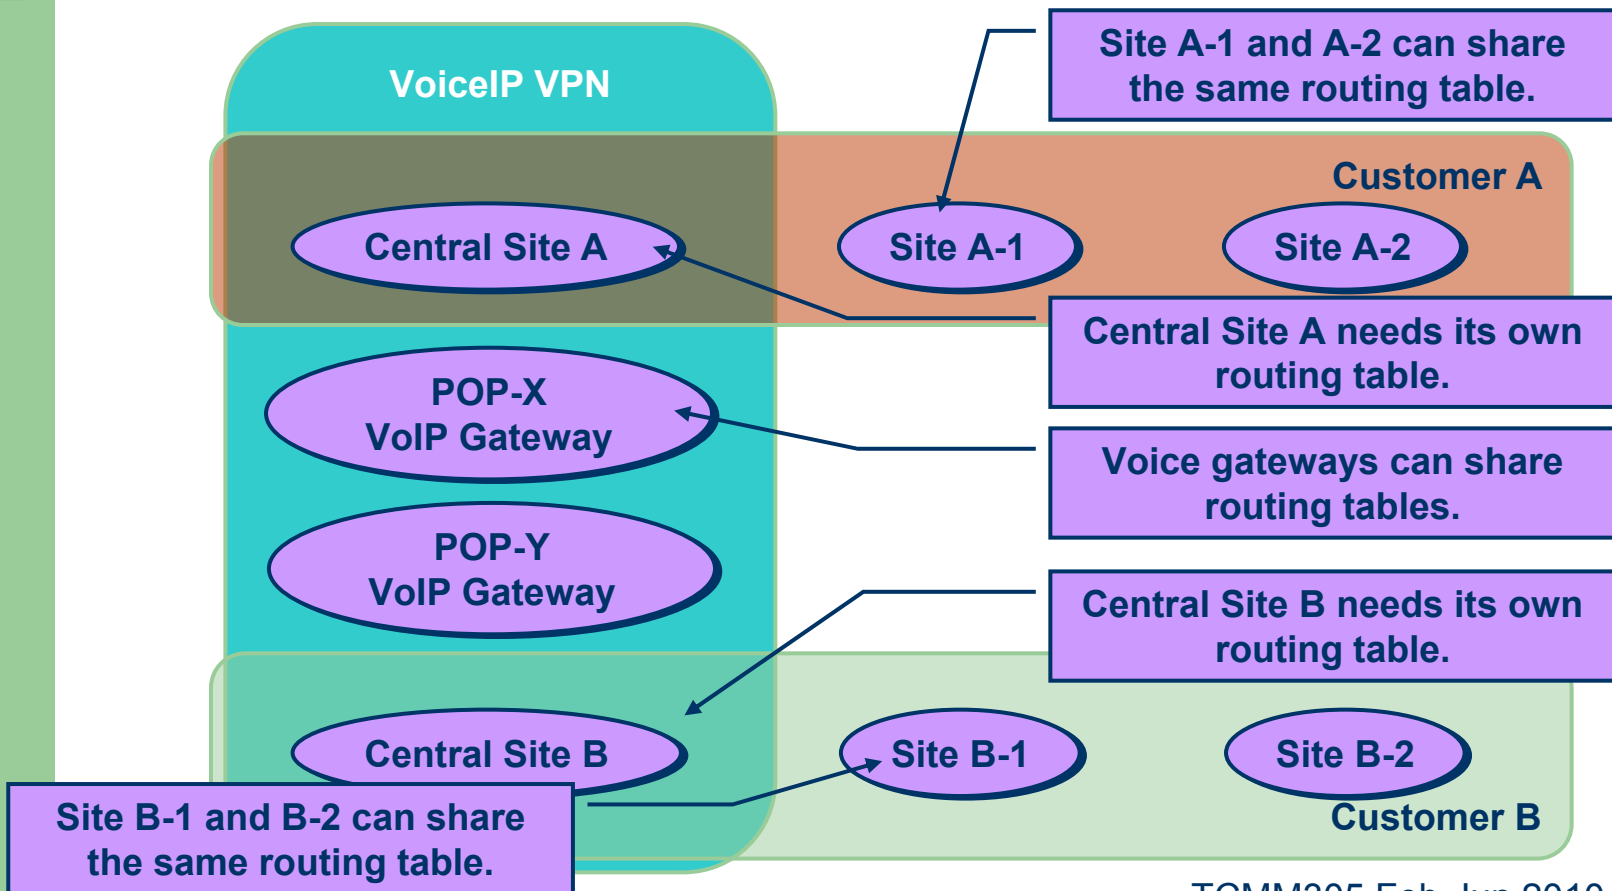 Site A-1 and A-2 can share
the same routing table.
VoiceIP VPN
Customer A
Central Site A
Site A-1
Site A-2
Central Site A needs its own
routing table.
POP-X
VoIP Gateway
Voice gateways can share
routing tables.
POP-Y
VoIP Gateway
Central Site B needs its own
routing table.
Central Site B
Site B-1
Site B-2
Site B-1 and B-2 can share
the same routing table.
Customer B